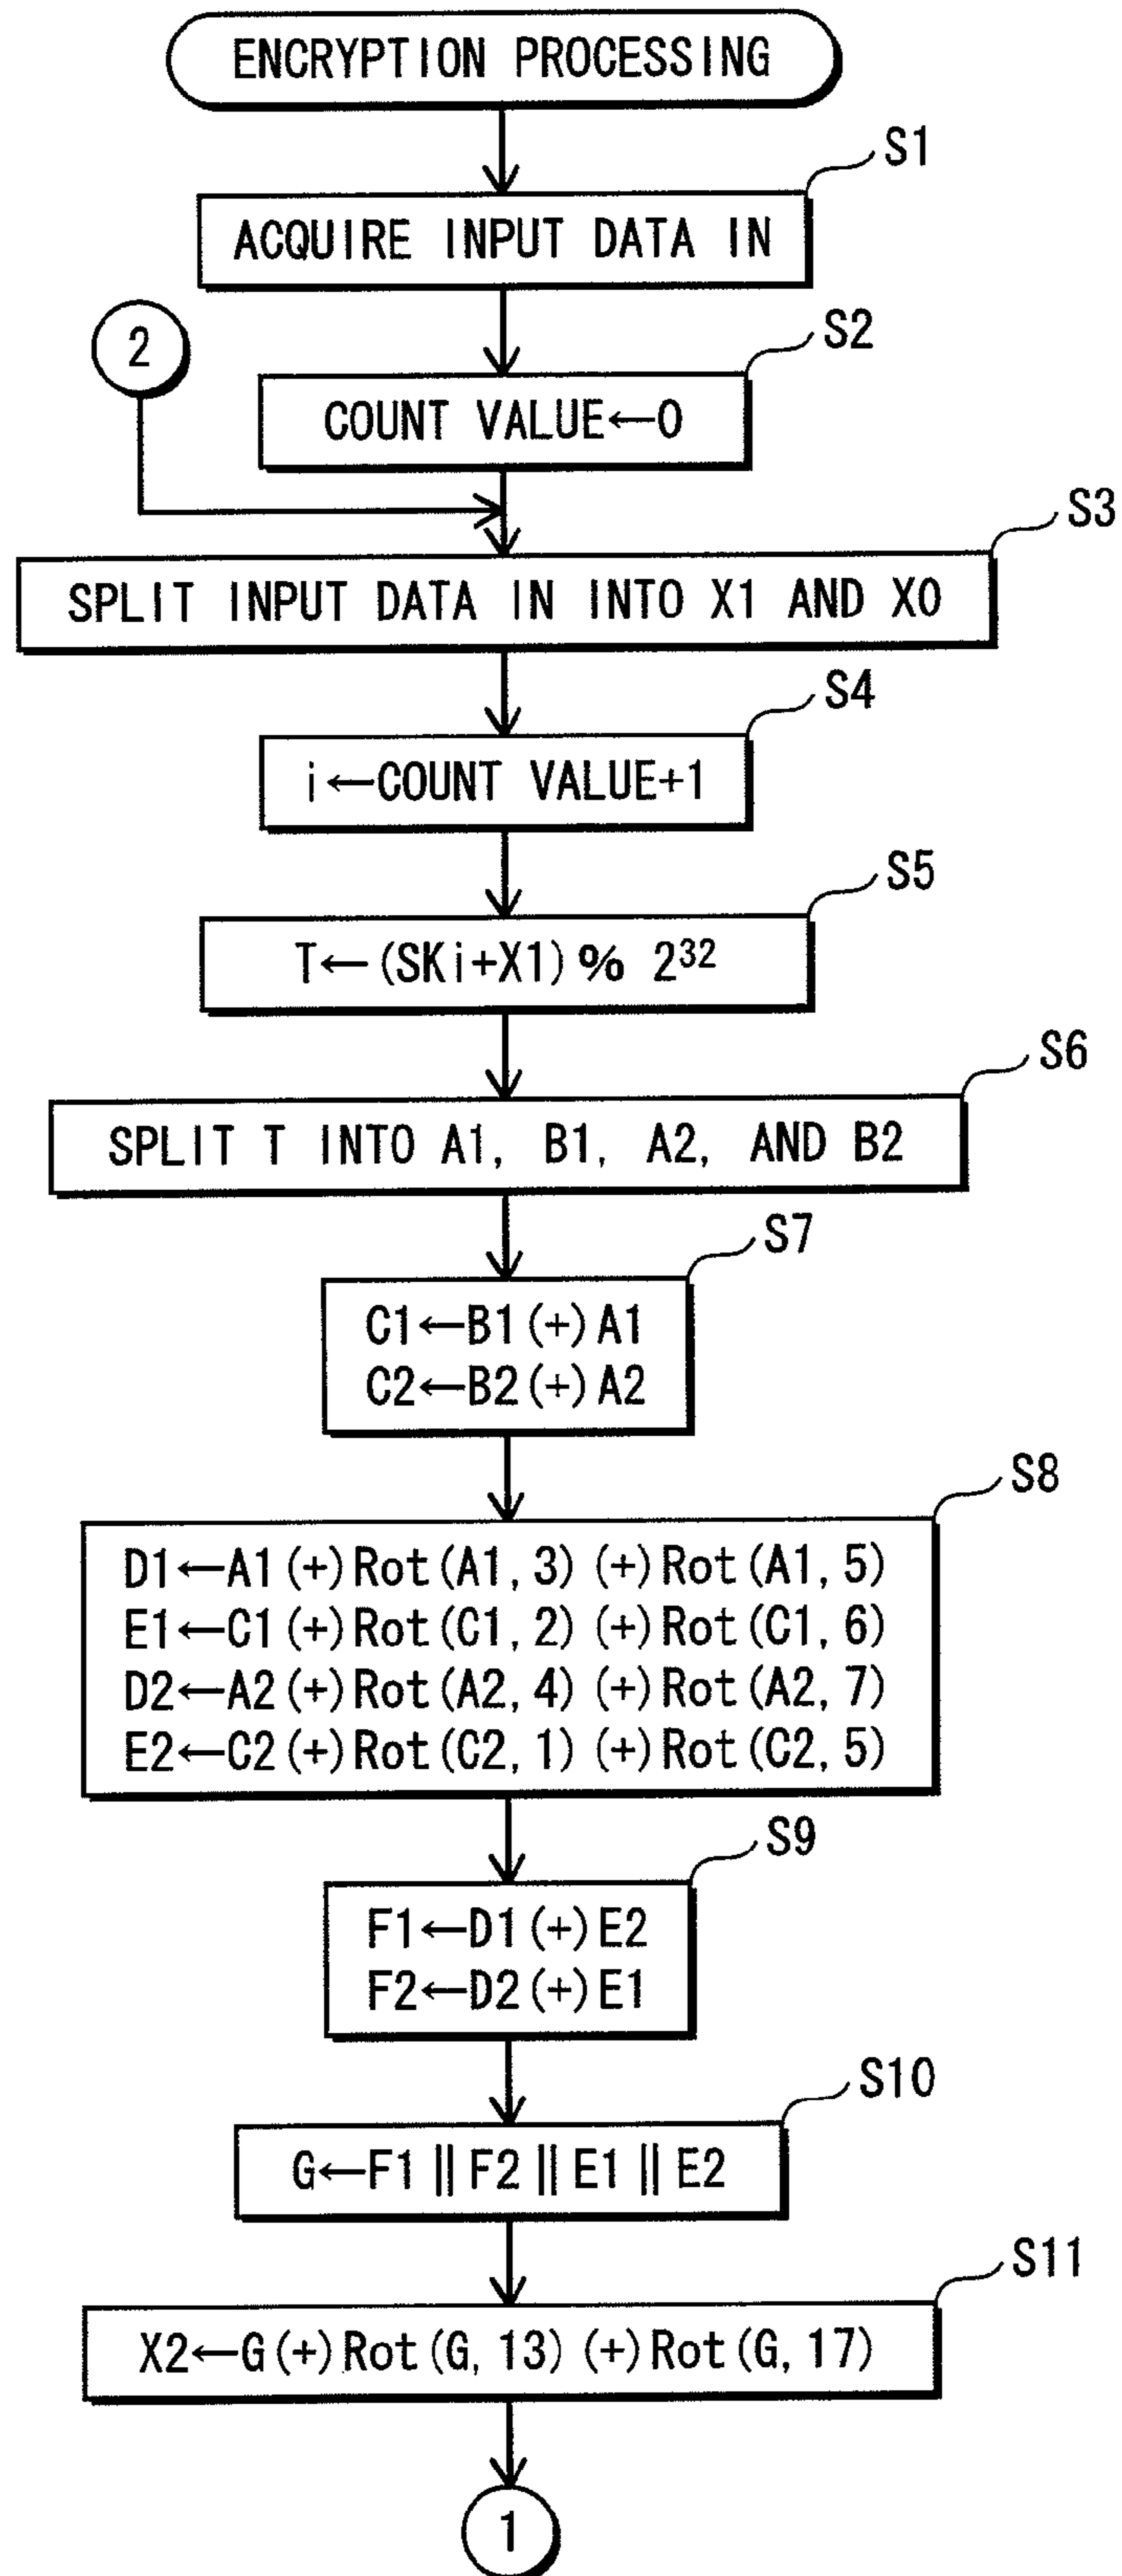 ENCRYPTION PROCESSING
S1
ACQUIRE INPUT DATA IN
2
S2
COUNT VALUE←0
S3
SPLIT INPUT DATA IN INTO X1 AND X0
S4
i←COUNT VALUE+1
S5
T←(SKi+X1)% 2³²
S6
SPLIT T INTO A1, B1, A2, AND B2
S7
C1←B1(+)A1
C2←B2(+)A2
S8
D1←A1(+)Rot(A1,3)(+)Rot(A1,5)
E1←C1(+)Rot(C1,2)(+)Rot(C1,6)
D2←A2(+)Rot(A2,4)(+)Rot(A2,7)
E2←C2(+)Rot(C2,1)(+)Rot(C2,5)
S9
F1←D1(+)E2
F2←D2(+)E1
S10
G←F1||F2||E1||E2
S11
X2←G(+)Rot(G,13)(+)Rot(G,17)
1